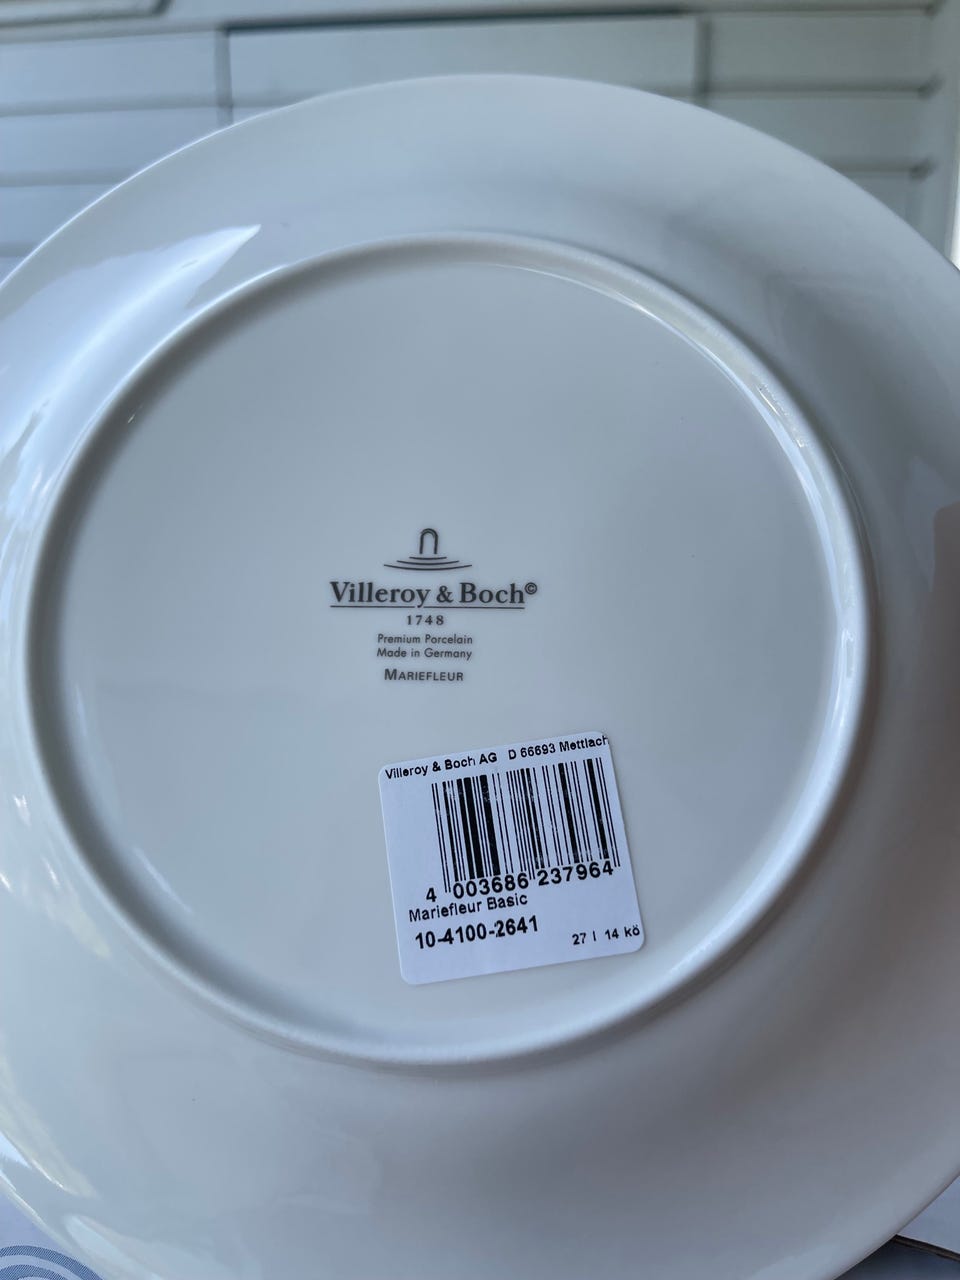 Villeroy & Boch©
1748
Premium Porcelain
Made in Germany
MARIEFLEUR
Villeroy & Boch AG D 66693 Mettlach
4 003686 237964
Mariefleur Basic
10-4100-2641
27 I 14 kö